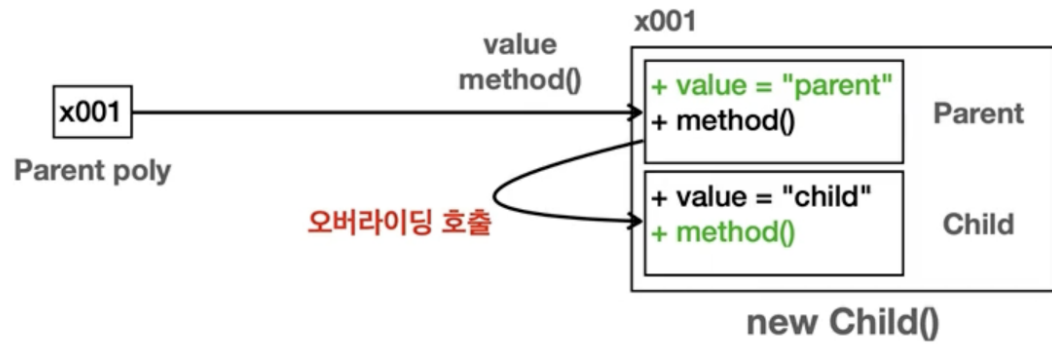 x001
value
method()
+ value = "parent"
+ method()
Parent
x001
Parent poly
오버라이딩 호출
+ value = "child"
+ method()
Child
new Child()